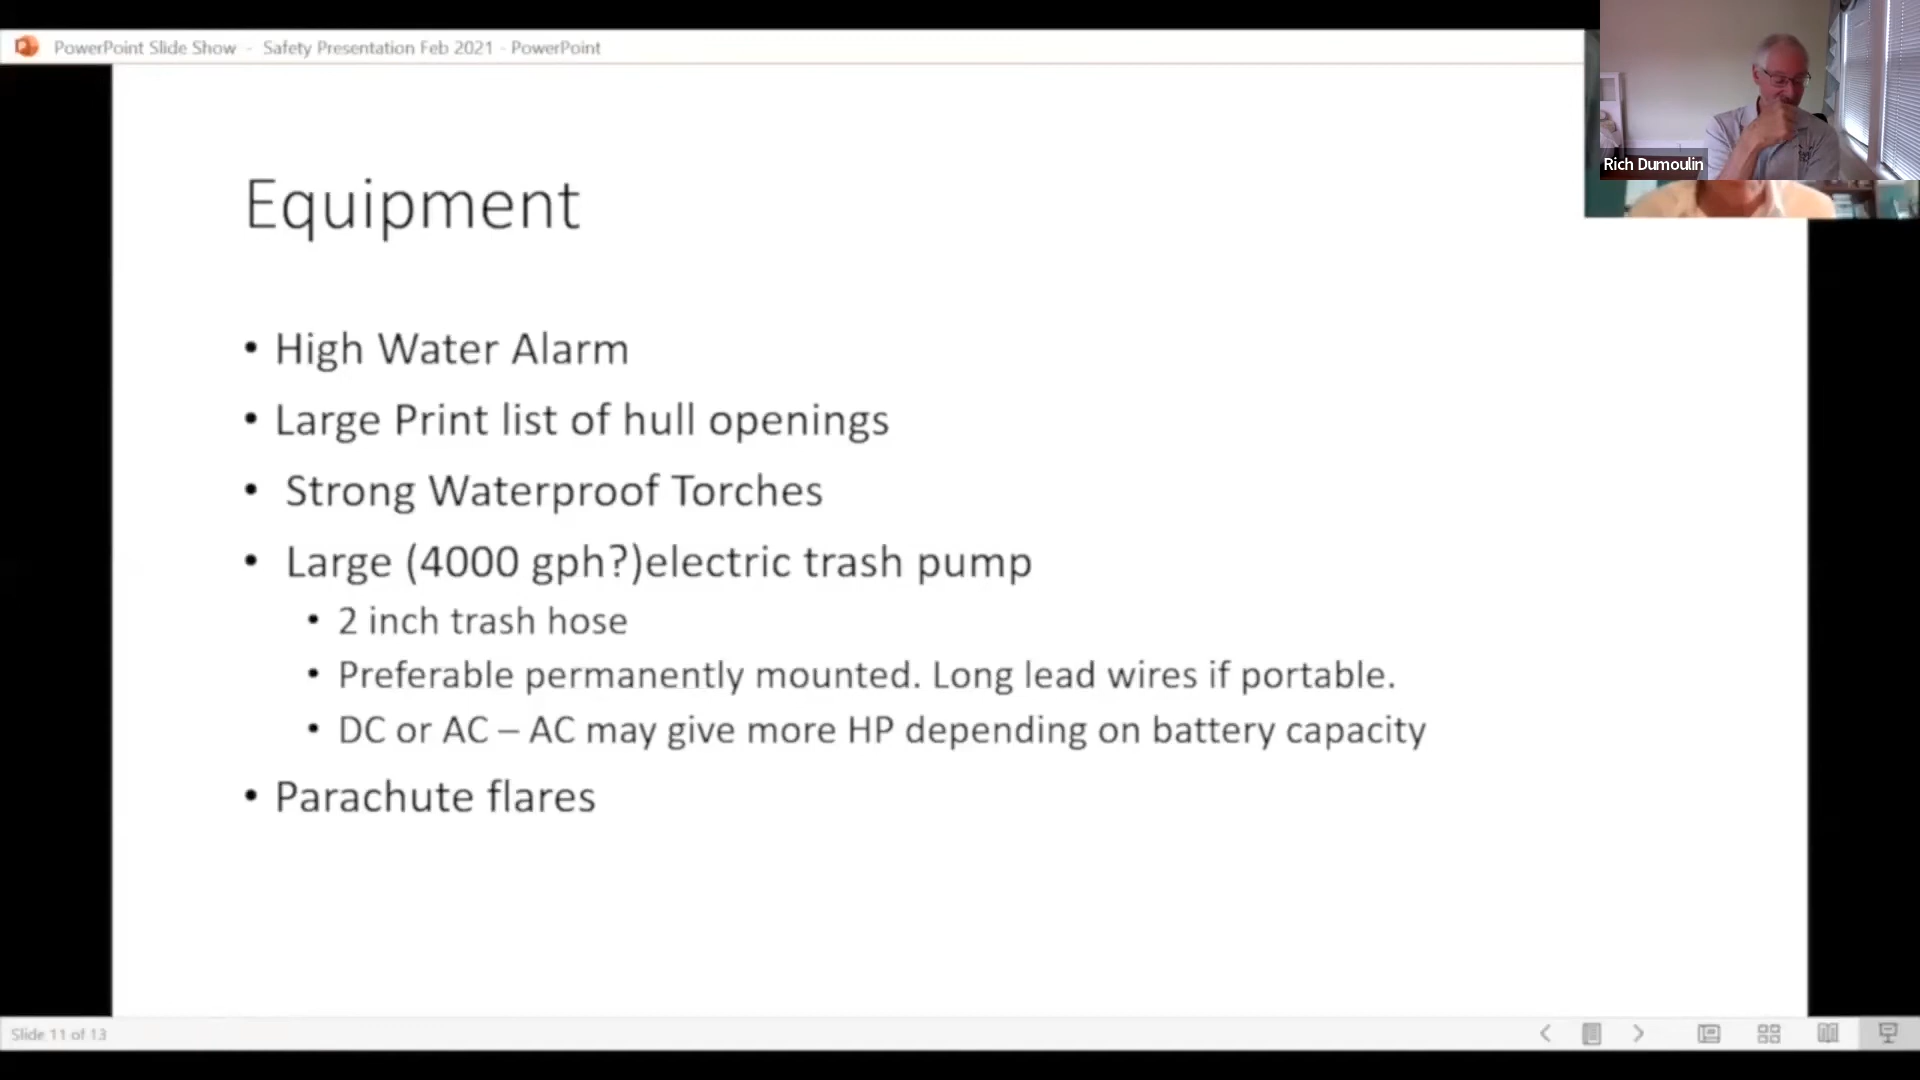 PowerPoint Slide Show - Safety Presentation Feb 2021 - PowerPoint
Rich Dumoulin
Equipment
• High Water Alarm
• Large Print list of hull openings
• Strong Waterproof Torches
• Large (4000 gph?)electric trash pump
• 2 inch trash hose
• Preferable permanently mounted. Long lead wires if portable.
• DC or AC – AC may give more HP depending on battery capacity
• Parachute flares
Slide 11 of 13